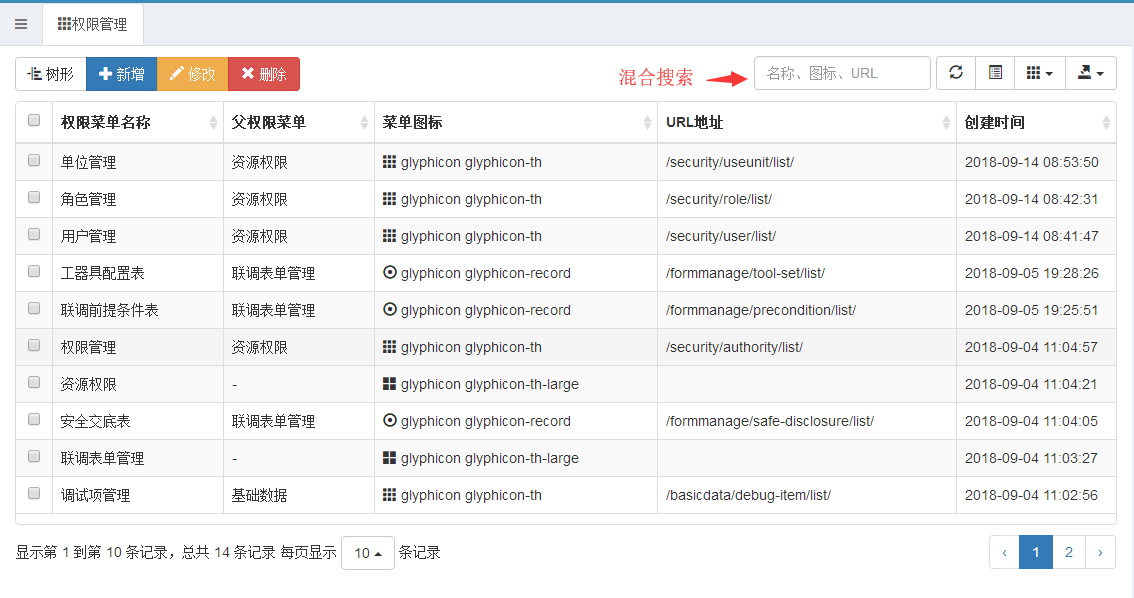 权限管理
树形 新增 修改 删除 混合搜索 名称、图标、URL
权限菜单名称 父权限菜单 菜单图标 URL地址 创建时间
单位管理 资源权限 glyphicon glyphicon-th /security/useunit/list/ 2018-09-14 08:53:50
角色管理 资源权限 glyphicon glyphicon-th /security/role/list/ 2018-09-14 08:42:31
用户管理 资源权限 glyphicon glyphicon-th /security/user/list/ 2018-09-14 08:41:47
工器具配置表 联调表单管理 glyphicon glyphicon-record /formmanage/tool-set/list/ 2018-09-05 19:28:26
联调前提条件表 联调表单管理 glyphicon glyphicon-record /formmanage/precondition/list/ 2018-09-05 19:25:51
权限管理 资源权限 glyphicon glyphicon-th /security/authority/list/ 2018-09-04 11:04:57
资源权限 - glyphicon glyphicon-th-large 2018-09-04 11:04:21
安全交底表 联调表单管理 glyphicon glyphicon-record /formmanage/safe-disclosure/list/ 2018-09-04 11:04:05
联调表单管理 - glyphicon glyphicon-th-large 2018-09-04 11:03:27
调试项管理 基础数据 glyphicon glyphicon-th /basicdata/debug-item/list/ 2018-09-04 11:02:56
显示第 1 到第 10 条记录，总共 14 条记录 每页显示 10 条记录 ‹ 1 2 ›